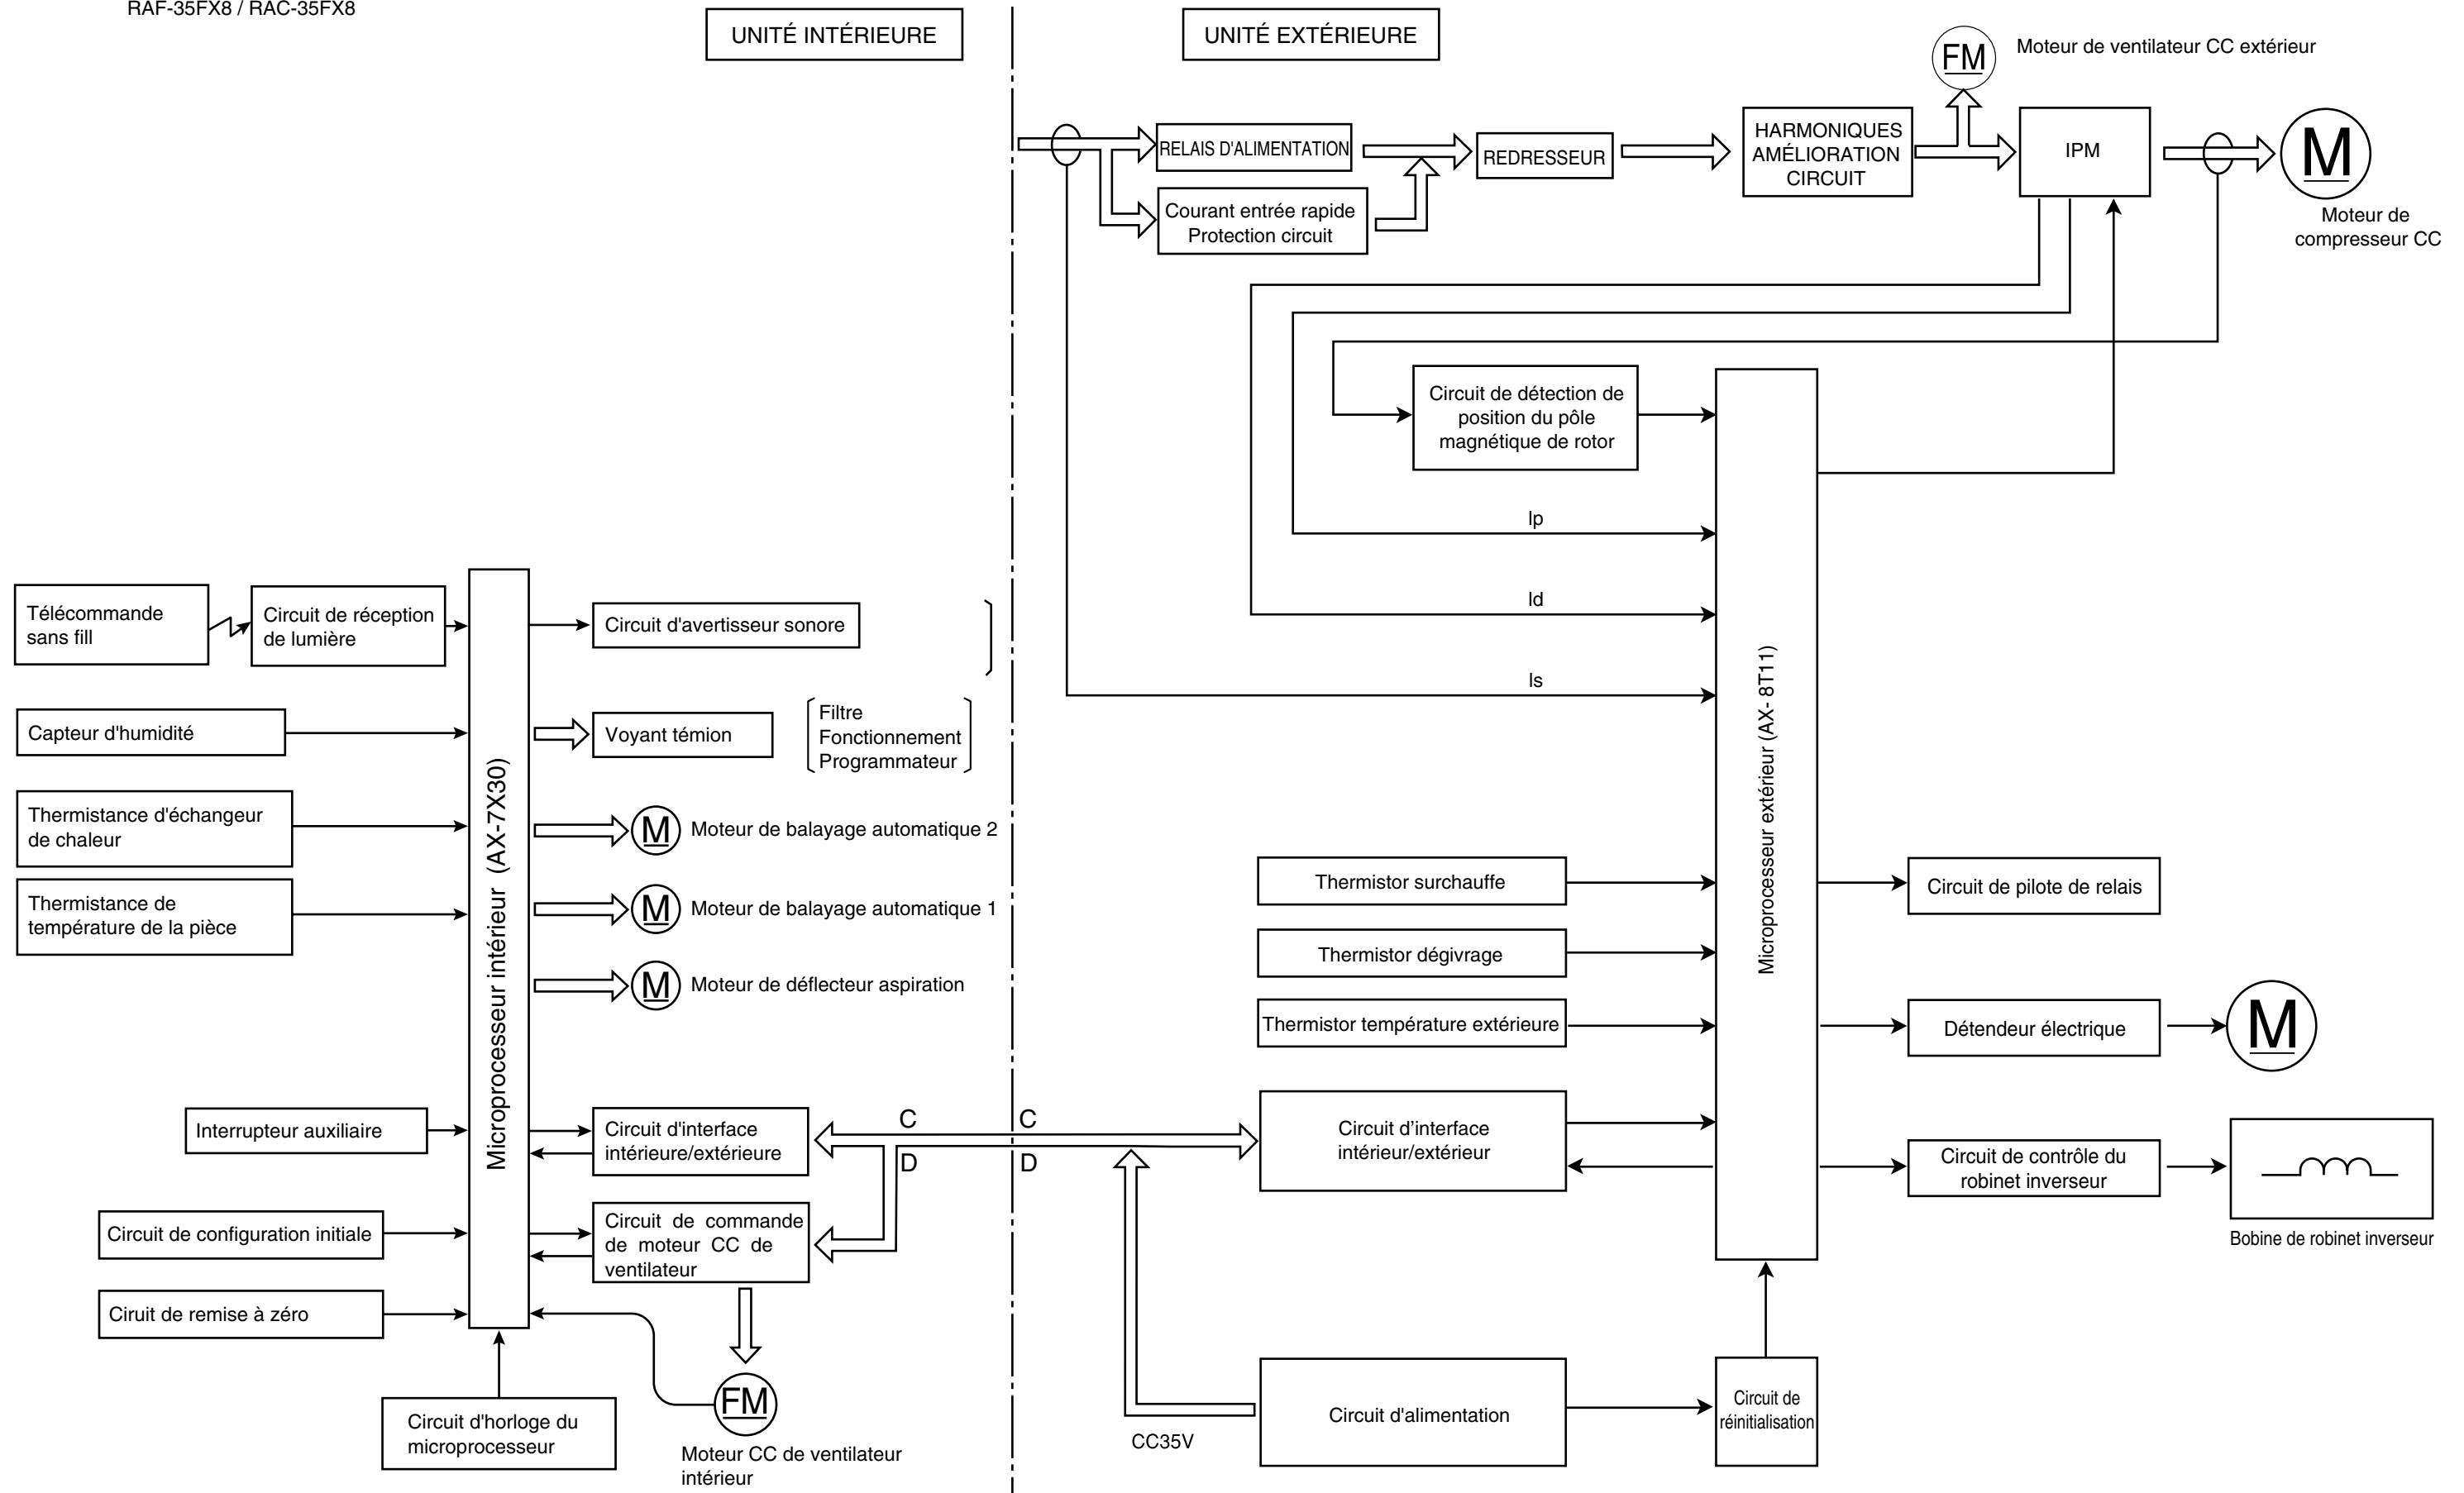 RAF-35FX8 / RAC-35FX8
UNITÉ INTÉRIEURE
UNITÉ EXTÉRIEURE
FM
Moteur de ventilateur CC extérieur
RELAIS D'ALIMENTATION
REDRESSEUR
HARMONIQUES
AMÉLIORATION
CIRCUIT
IPM
M
Moteur de
compresseur CC
Courant entrée rapide
Protection circuit
Circuit de détection de
position du pôle
magnétique de rotor
Ip
Id
Is
Microprocesseur extérieur (AX- 8T11)
Télécommande
sans fill
Circuit de réception
de lumière
Circuit d'avertisseur sonore
Capteur d'humidité
Voyant témion
Filtre
Fonctionnement
Programmateur
Thermistance d'échangeur
de chaleur
M
Moteur de balayage automatique 2
Thermistance de
température de la pièce
M
Moteur de balayage automatique 1
M
Moteur de déflecteur aspiration
Microprocesseur intérieur (AX-7X30)
Interrupteur auxiliaire
Circuit d'interface
intérieure/extérieure
C
D
C
D
Circuit de configuration initiale
Circuit de commande
de moteur CC de
ventilateur
Ciruit de remise à zéro
Circuit d'horloge du
microprocesseur
FM
Moteur CC de ventilateur
intérieur
Thermistor surchauffe
Thermistor dégivrage
Thermistor température extérieure
Circuit d'interface
intérieur/extérieur
Circuit de pilote de relais
Détendeur électrique
M
Circuit de contrôle du
robinet inverseur
Bobine de robinet inverseur
CC35V
Circuit d'alimentation
Circuit de
réinitialisation